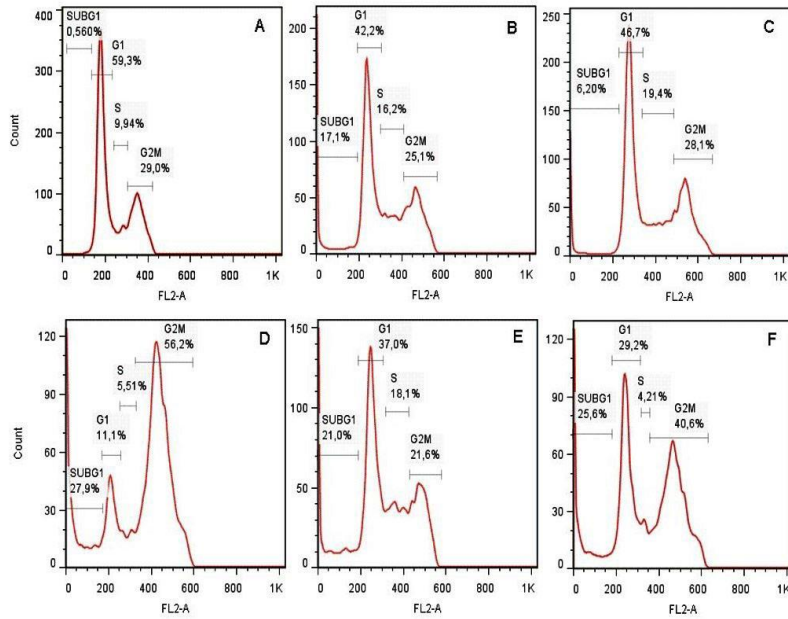 A
SUBG1
0,560%
G1
59,3%
S
9,94%
G2M
29,0%
Count
400
300
200
100
0
0 200 400 600 800 1K
FL2-A
B
G1
42,2%
S
16,2%
SUBG1
17,1%
G2M
25,1%
200
150
100
50
0
0 200 400 600 800 1K
FL2-A
C
G1
46,7%
SUBG1
6,20%
S
19,4%
G2M
28,1%
250
200
150
100
50
0
0 200 400 600 800 1K
FL2-A
D
G2M
56,2%
S
5,51%
G1
11,1%
SUBG1
27,9%
Count
120
90
60
30
0
0 200 400 600 800 1K
FL2-A
E
G1
37,0%
S
18,1%
SUBG1
21,0%
G2M
21,6%
150
100
50
0
0 200 400 600 800 1K
FL2-A
F
G1
29,2%
S
4,21%
SUBG1
25,6%
G2M
40,6%
120
90
60
30
0
0 200 400 600 800 1K
FL2-A